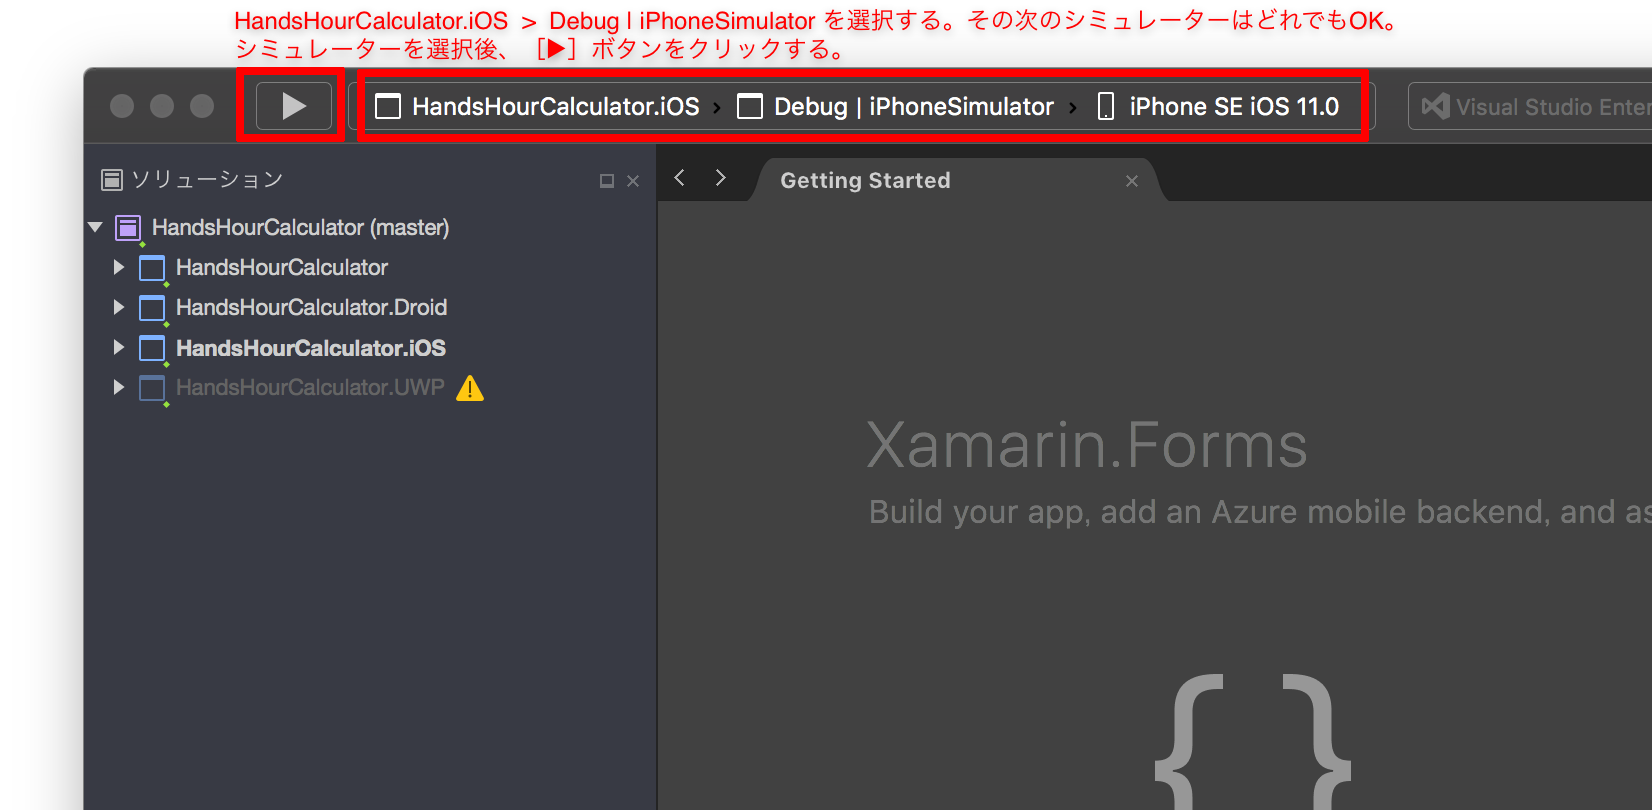 HandsHourCalculator.iOS > Debug | iPhoneSimulator を選択する。その次のシミュレーターはどれでもOK。
シミュレーターを選択後、[▶]ボタンをクリックする。
HandsHourCalculator.iOS › Debug | iPhoneSimulator › iPhone SE iOS 11.0
Visual Studio Enter
ソリューション
Getting Started
HandsHourCalculator (master)
HandsHourCalculator
HandsHourCalculator.Droid
HandsHourCalculator.iOS
HandsHourCalculator.UWP
Xamarin.Forms
Build your app, add an Azure mobile backend, and as
{ }